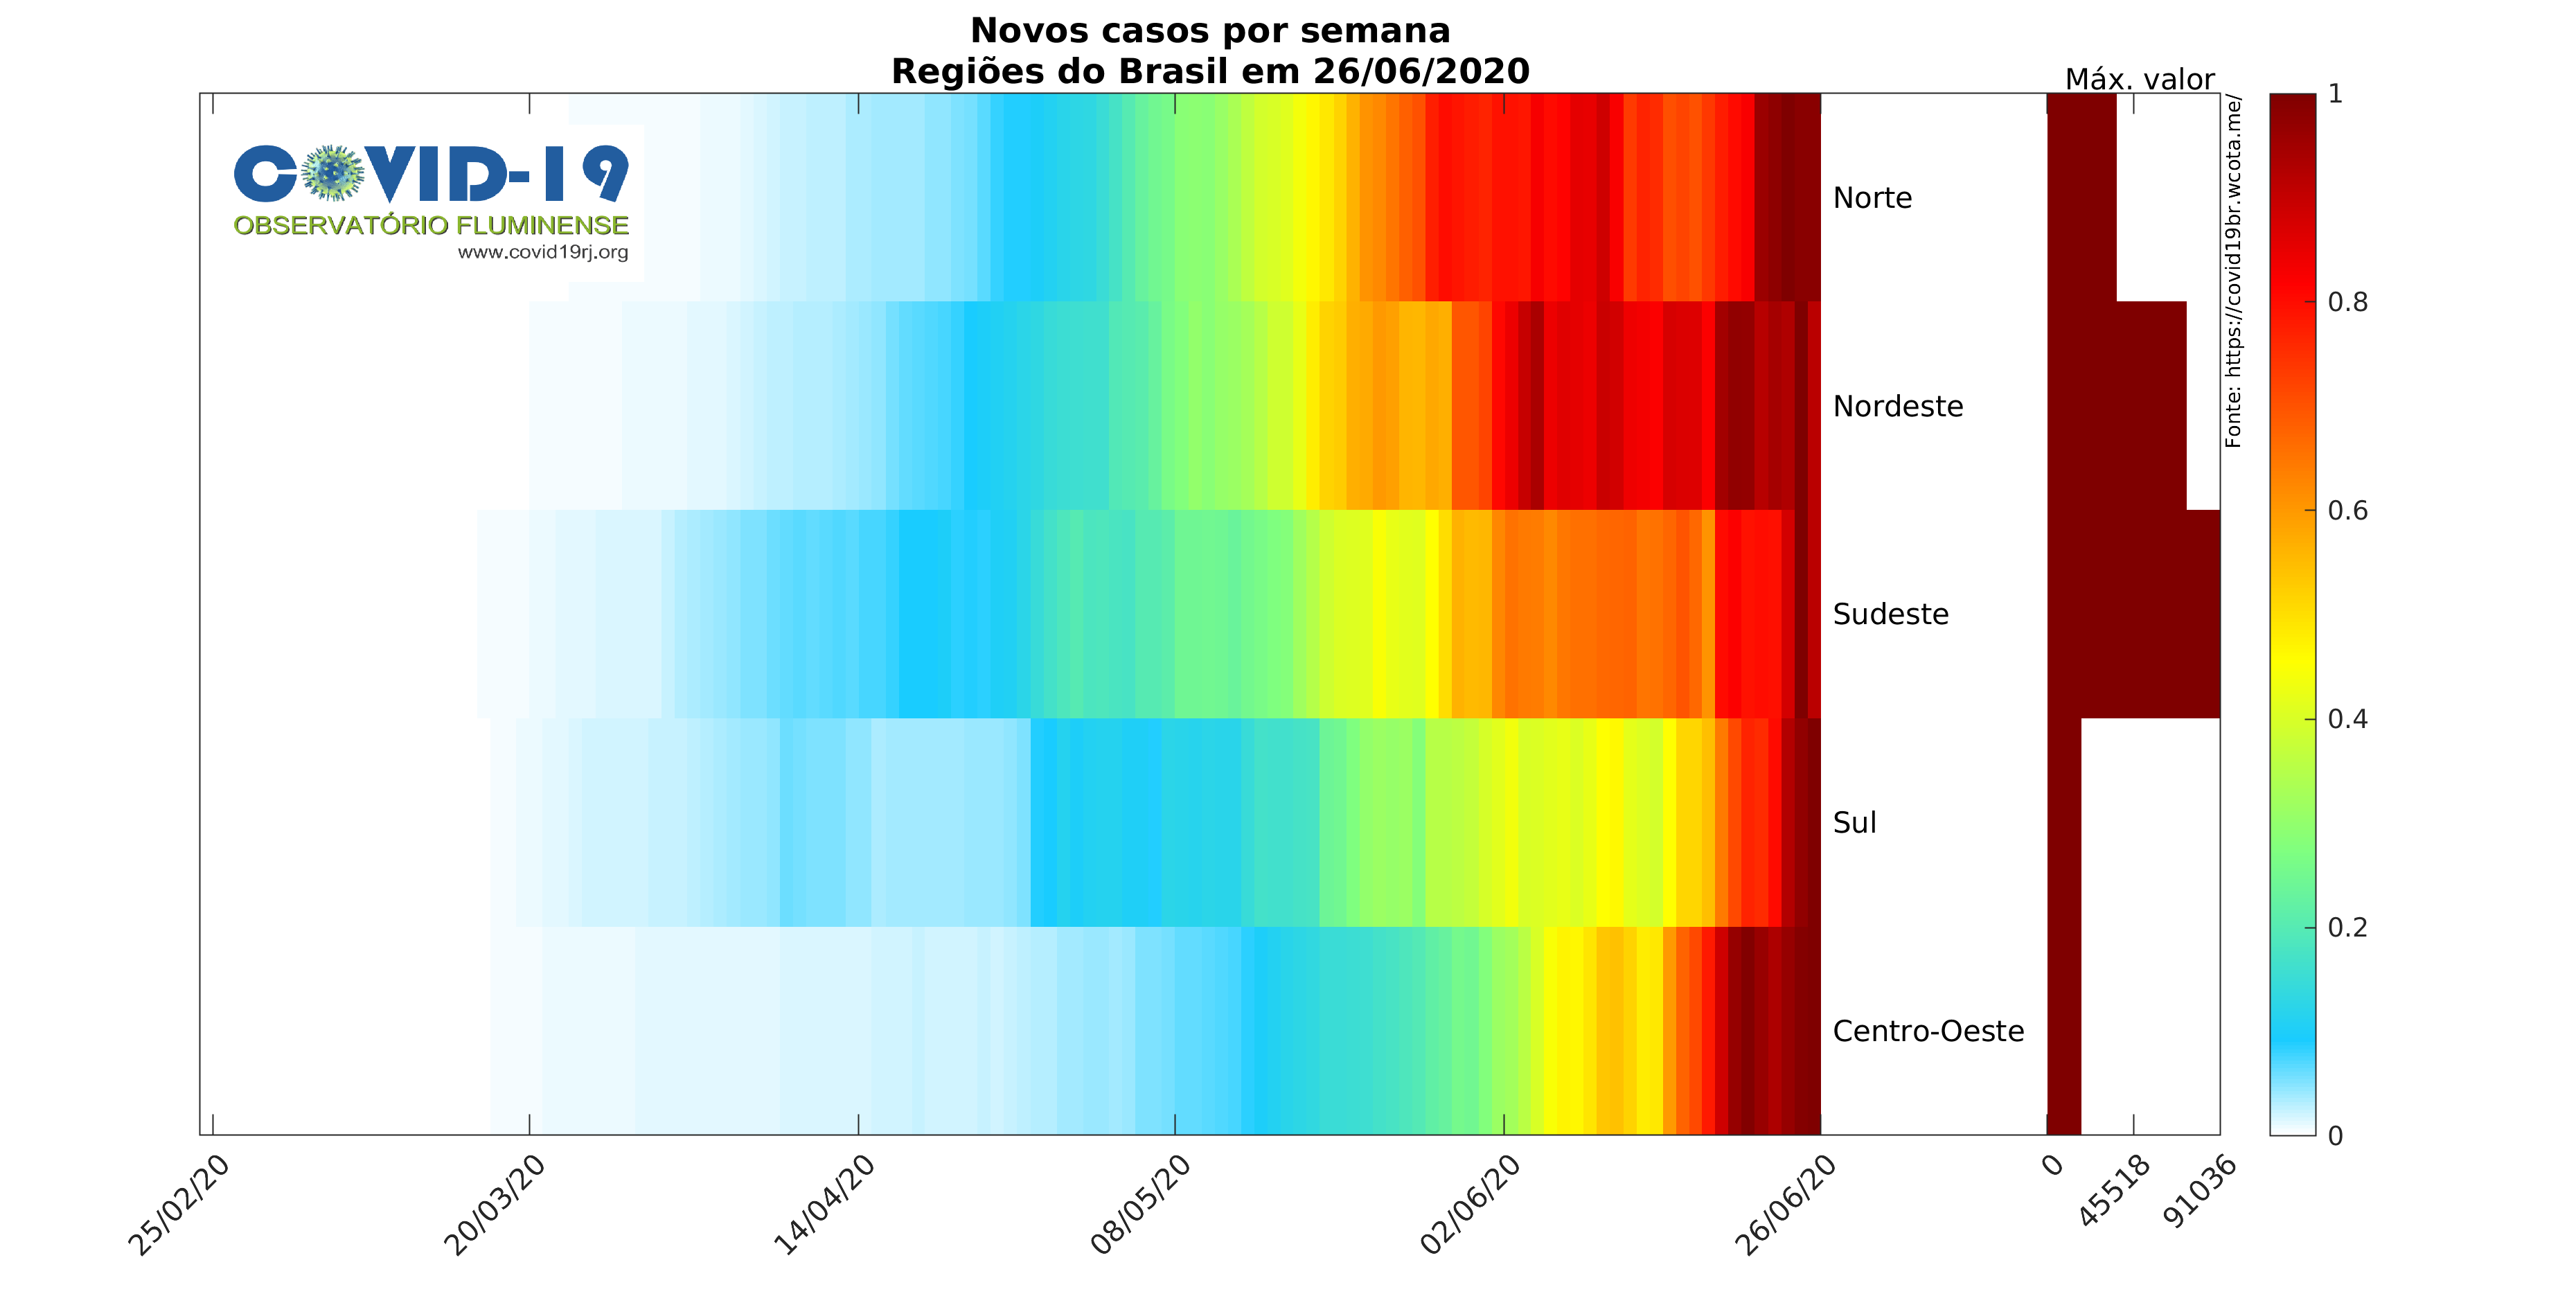 Novos casos por semana
Regiões do Brasil em 26/06/2020
Máx. valor
COVID-19
OBSERVATÓRIO FLUMINENSE
www.covid19rj.org
Norte
Nordeste
Sudeste
Sul
Centro-Oeste
Fonte: https://covid19br.wcota.me/
1
0.8
0.6
0.4
0.2
0
25/02/20
20/03/20
14/04/20
08/05/20
02/06/20
26/06/20
0
45518
91036